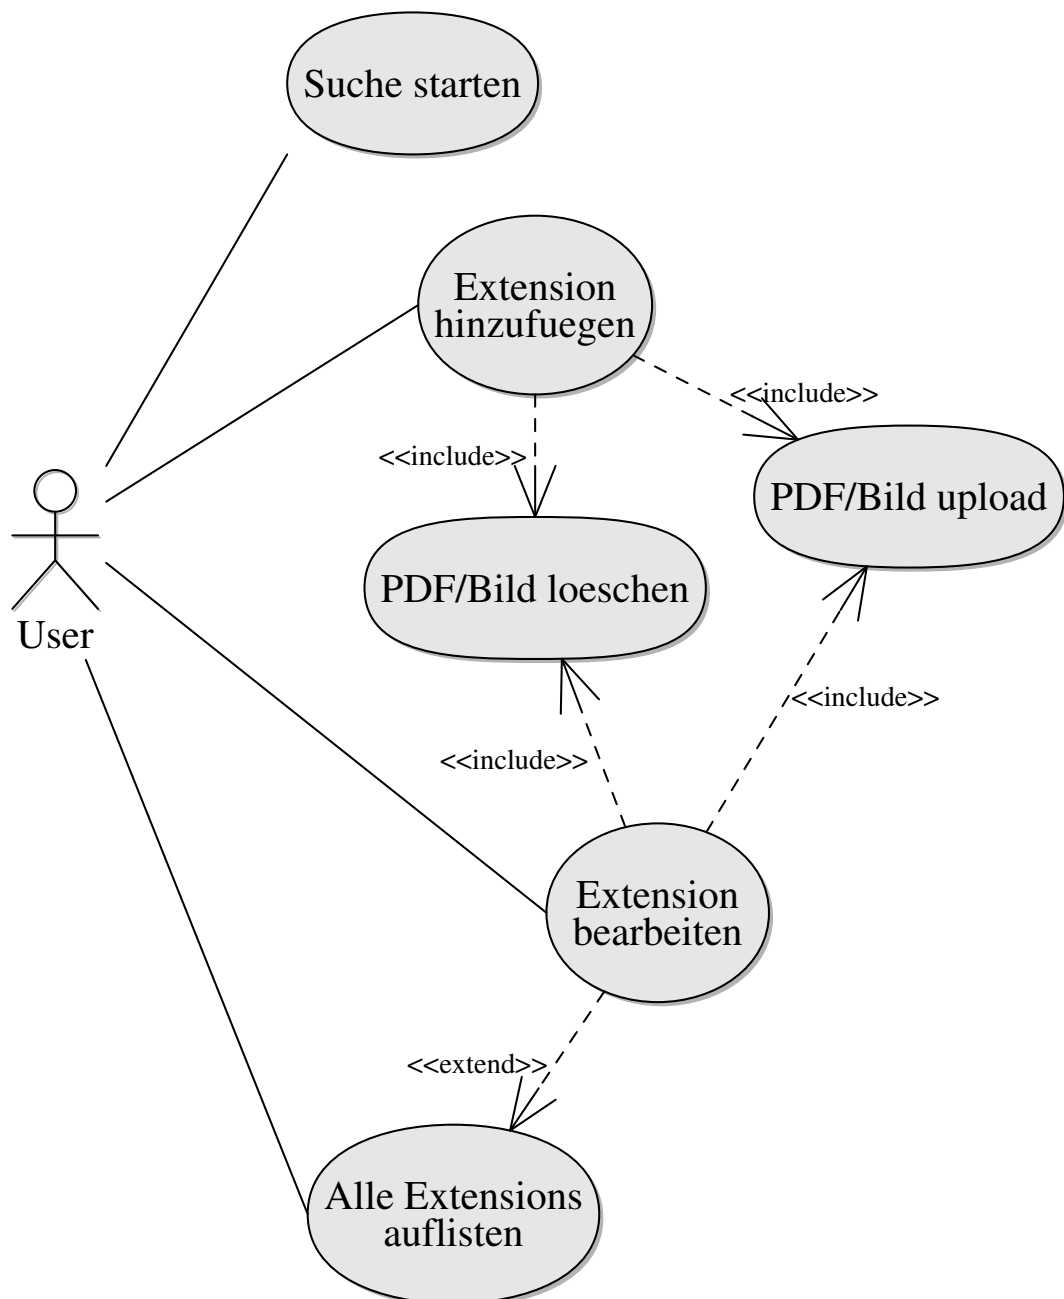 Suche starten
Extension
hinzufuegen
<<include>>
<<include>>
PDF/Bild upload
PDF/Bild loeschen
User
<<include>>
<<include>>
Extension
bearbeiten
<<extend>>
Alle Extensions
auflisten